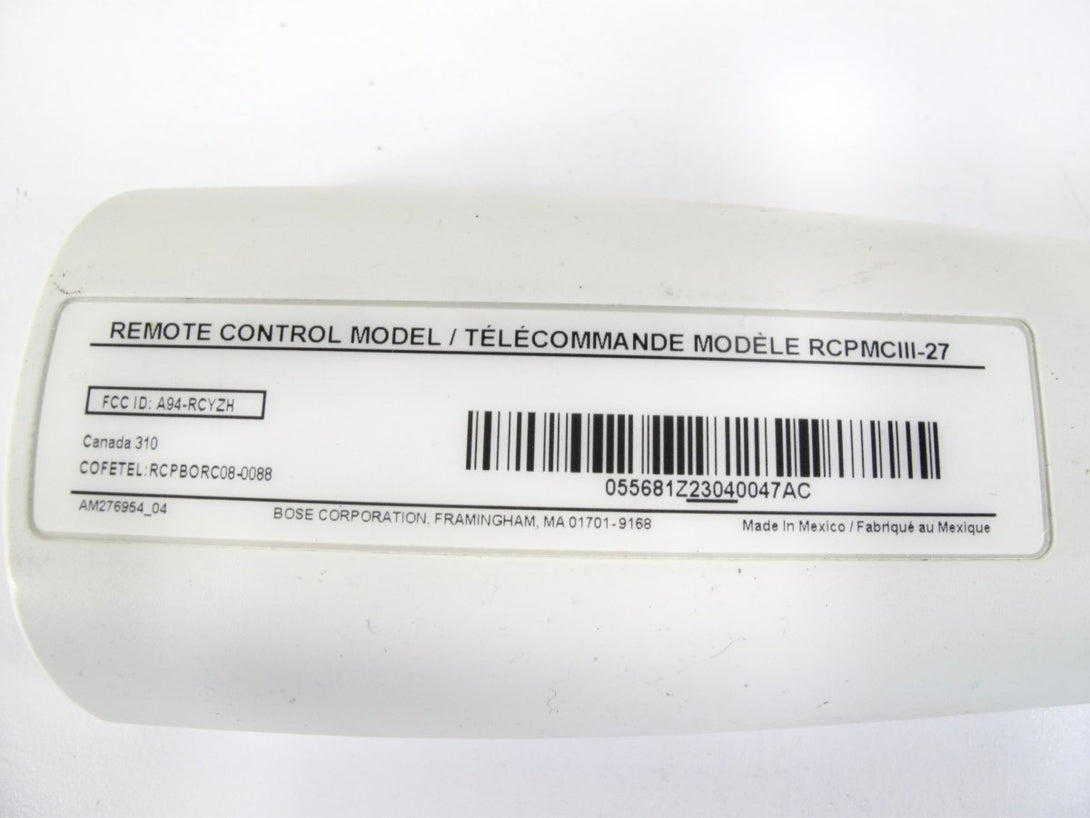 REMOTE CONTROL MODEL / TÉLÉCOMMANDE MODÈLE RCPMCIII-27
FCC ID: A94-RCYZH
Canada 310
COFETEL:RCPBORC08-0088
055681Z23040047AC
AM276954_04
BOSE CORPORATION, FRAMINGHAM, MA 01701-9168
Made In Mexico / Fabriqué au Mexique